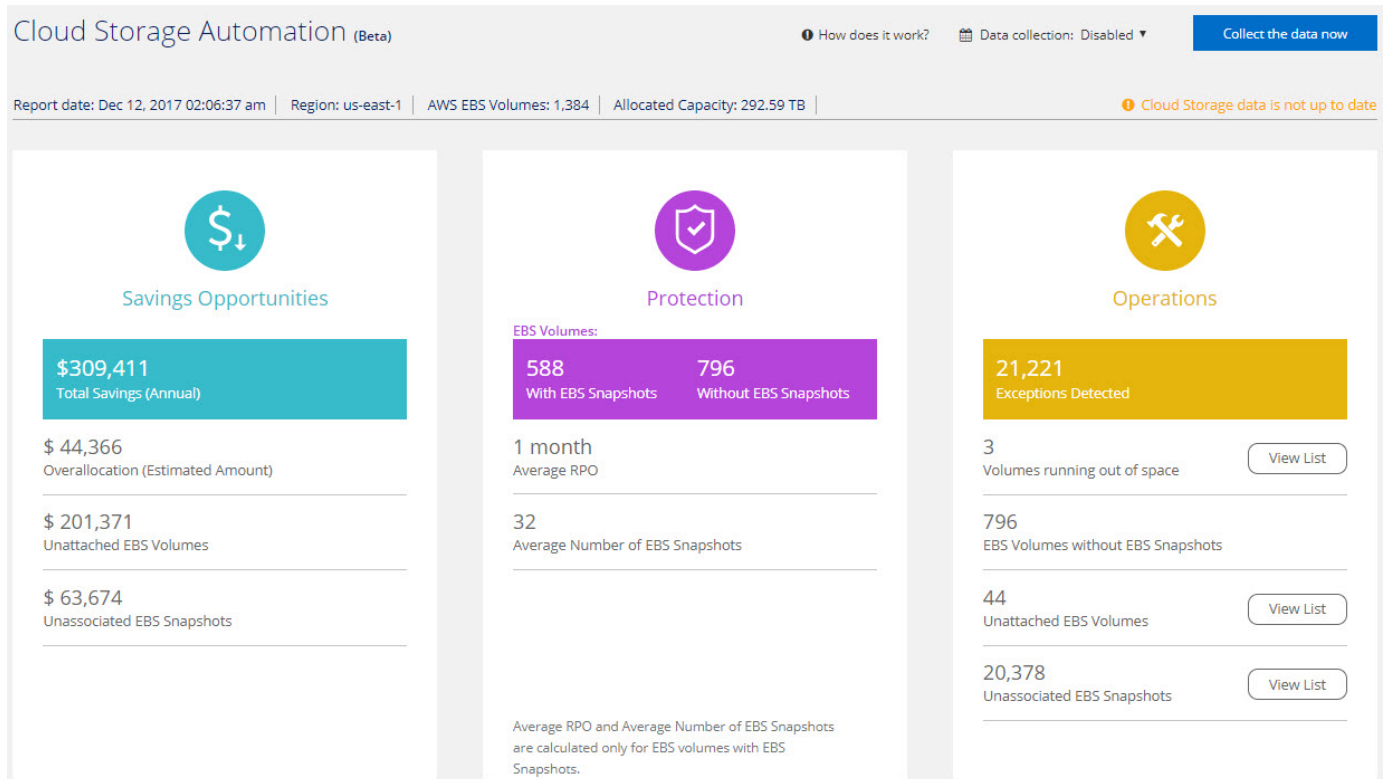 Cloud Storage Automation (Beta)
How does it work?
Data collection: Disabled
Collect the data now
Report date: Dec 12, 2017 02:06:37 am
Region: us-east-1
AWS EBS Volumes: 1,384
Allocated Capacity: 292.59 TB
Cloud Storage data is not up to date
Savings Opportunities
$309,411
Total Savings (Annual)
$ 44,366
Overallocation (Estimated Amount)
$ 201,371
Unattached EBS Volumes
$ 63,674
Unassociated EBS Snapshots
Protection
EBS Volumes:
588
With EBS Snapshots
796
Without EBS Snapshots
1 month
Average RPO
32
Average Number of EBS Snapshots
Average RPO and Average Number of EBS Snapshots
are calculated only for EBS volumes with EBS
Snapshots.
Operations
21,221
Exceptions Detected
3
Volumes running out of space
View List
796
EBS Volumes without EBS Snapshots
44
Unattached EBS Volumes
View List
20,378
Unassociated EBS Snapshots
View List